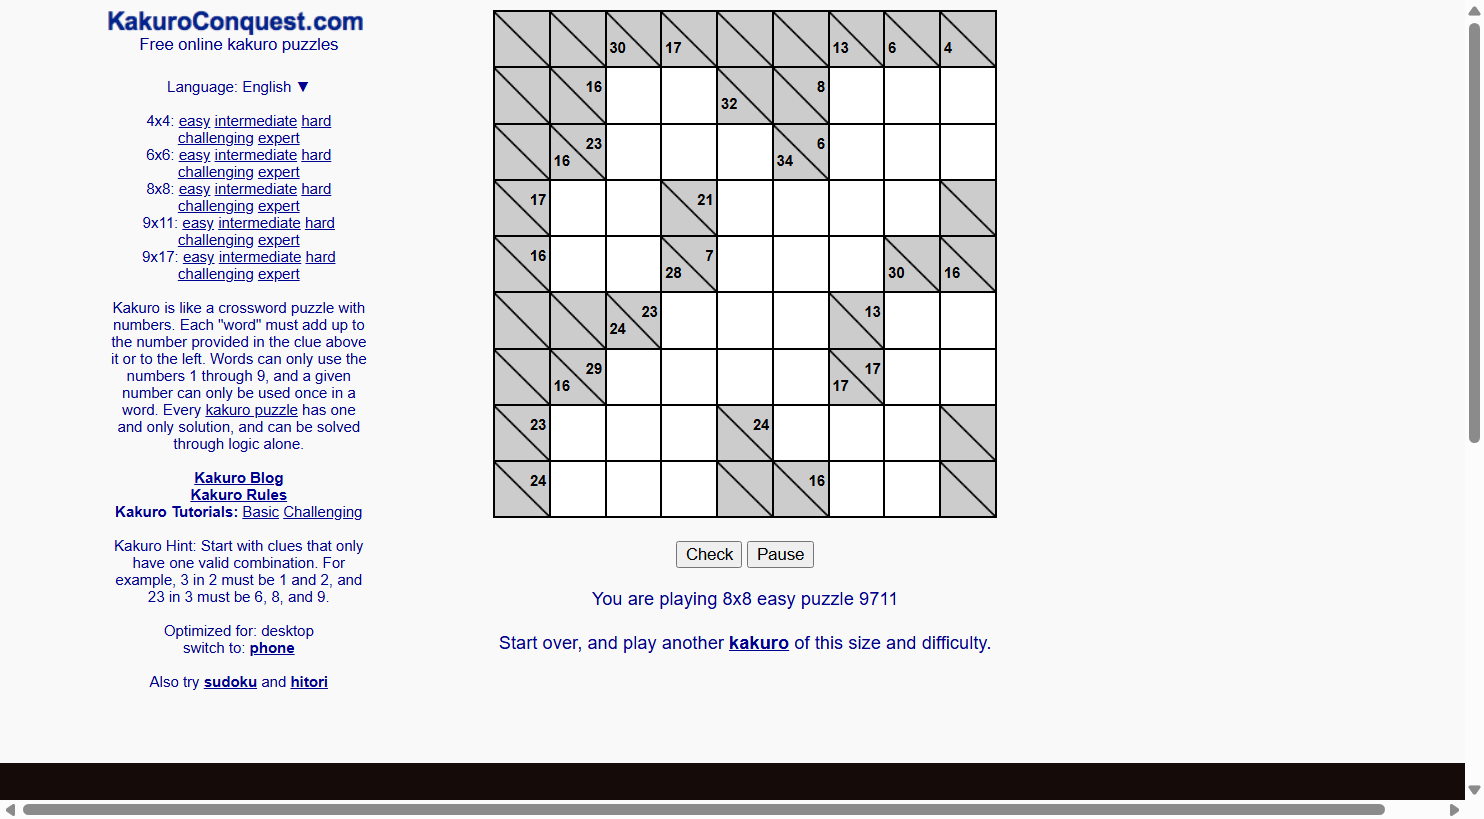 KakuroConquest.com
Free online kakuro puzzles
Language: English ▼
4x4: easy intermediate hard
challenging expert
6x6: easy intermediate hard
challenging expert
8x8: easy intermediate hard
challenging expert
9x11: easy intermediate hard
challenging expert
9x17: easy intermediate hard
challenging expert
Kakuro is like a crossword puzzle with
numbers. Each "word" must add up to
the number provided in the clue above
it or to the left. Words can only use the
numbers 1 through 9, and a given
number can only be used once in a
word. Every kakuro puzzle has one
and only solution, and can be solved
through logic alone.
Kakuro Blog
Kakuro Rules
Kakuro Tutorials: Basic Challenging
Kakuro Hint: Start with clues that only
have one valid combination. For
example, 3 in 2 must be 1 and 2, and
23 in 3 must be 6, 8, and 9.
Optimized for: desktop
switch to: phone
Also try sudoku and hitori
30 17 13 6 4
16 32 8
16 23 34 6
17 21
16 28 7 30 16
24 23 13
16 29 17 17
23 24
24 16
Check Pause
You are playing 8x8 easy puzzle 9711
Start over, and play another kakuro of this size and difficulty.